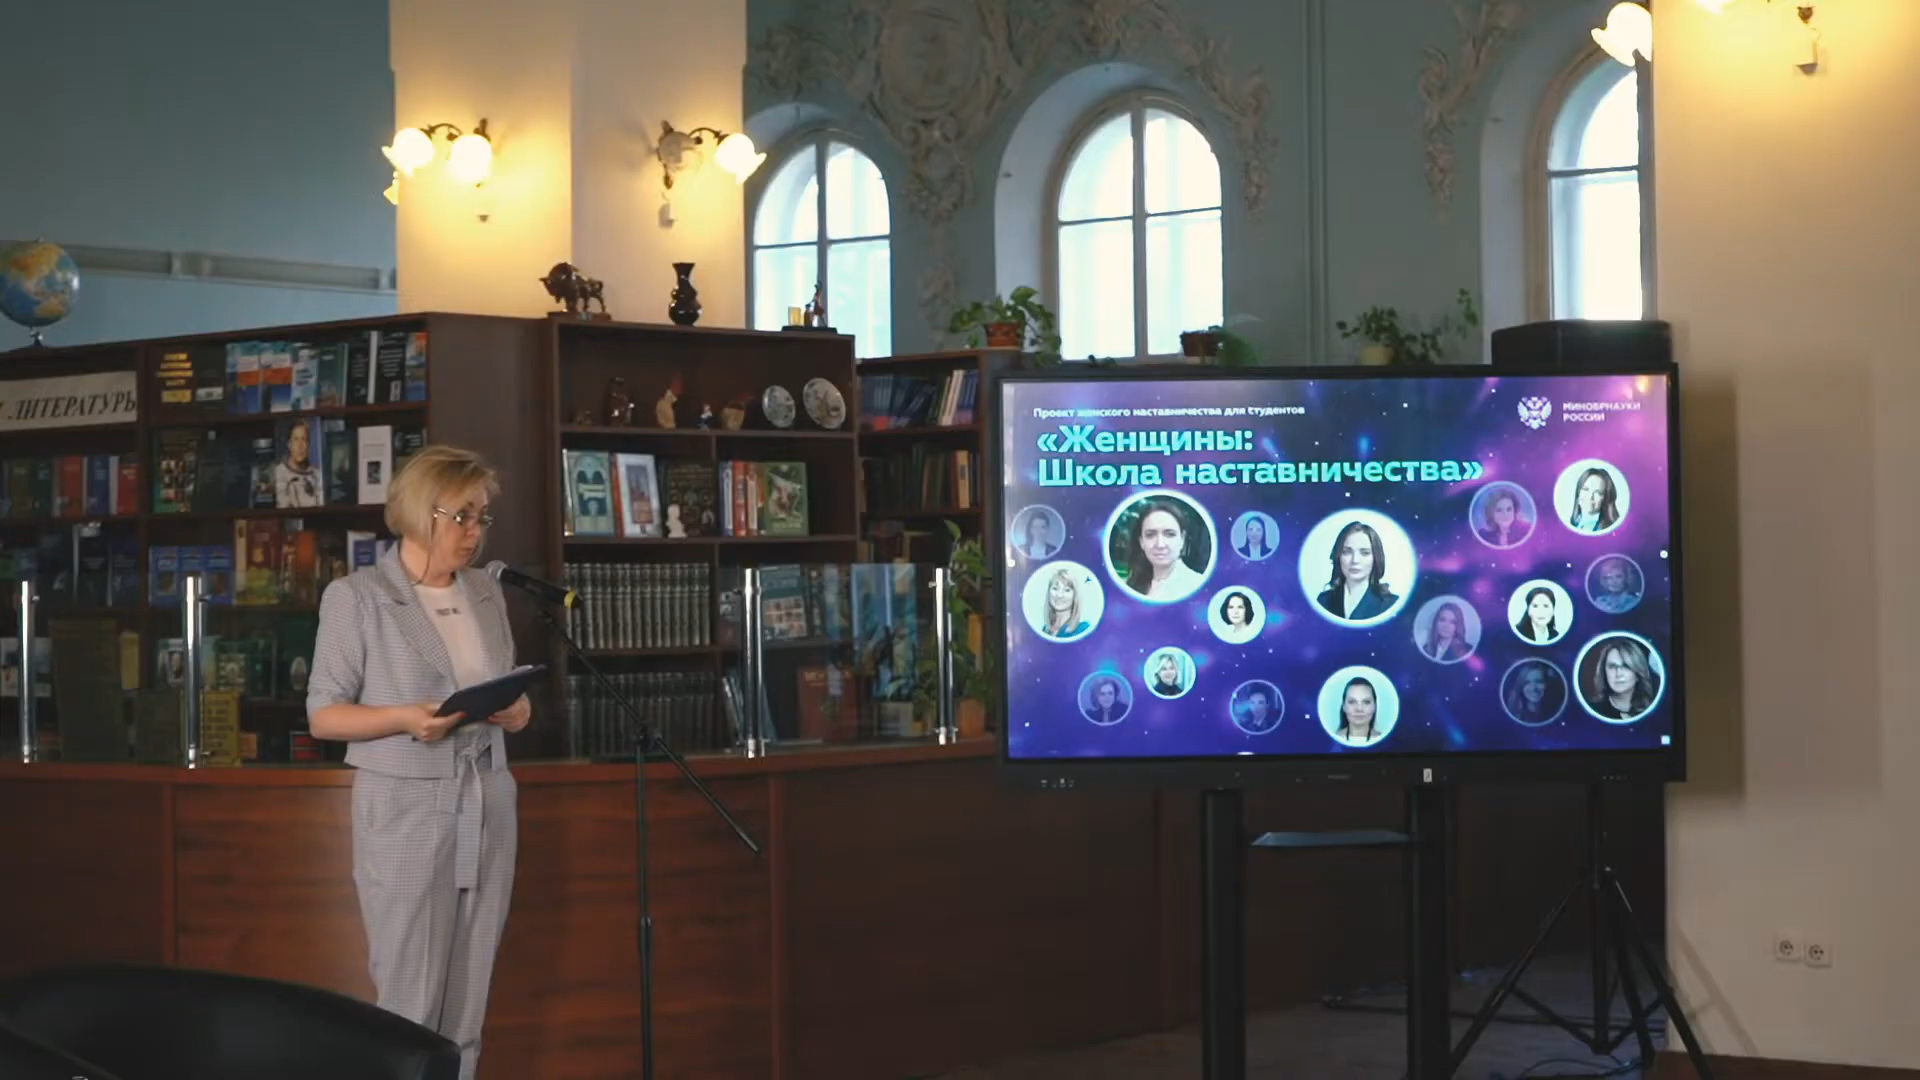 ЛИТЕРАТУРЫ
Проект женского наставничества для студентов
«Женщины:
Школа наставничества»
МИНОБРНАУКИ
РОССИИ